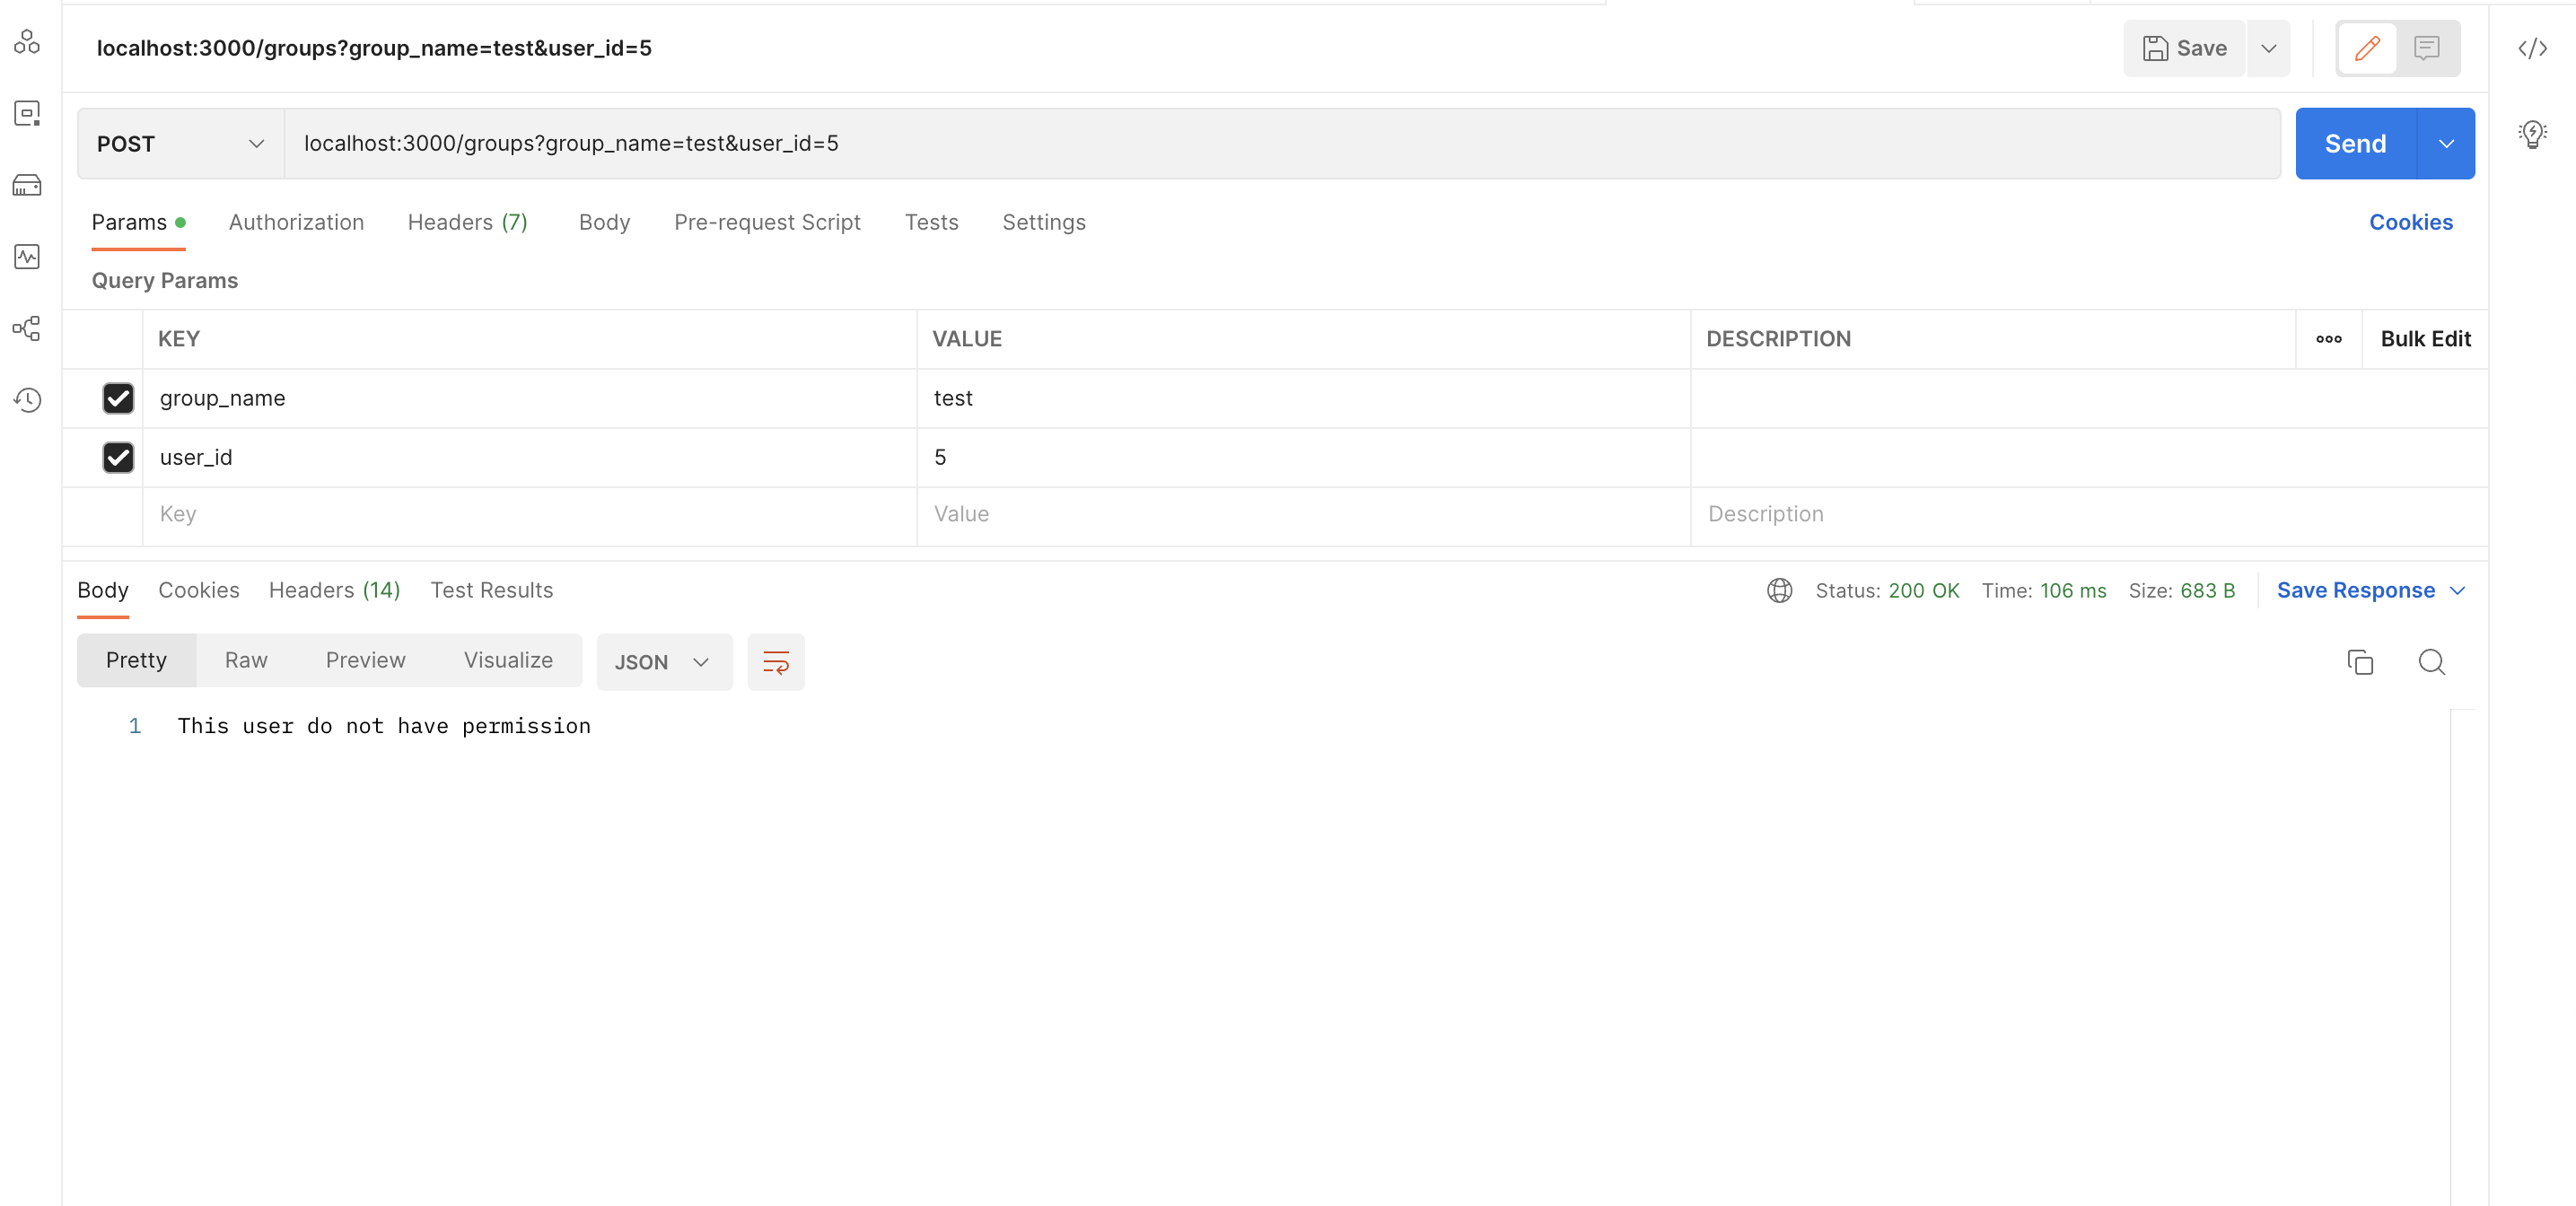 localhost:3000/groups?group_name=test&user_id=5
Save
POST
localhost:3000/groups?group_name=test&user_id=5
Send
Params
Authorization
Headers (7)
Body
Pre-request Script
Tests
Settings
Cookies
Query Params
KEY
VALUE
DESCRIPTION
Bulk Edit
group_name
test
user_id
5
Key
Value
Description
Body
Cookies
Headers (14)
Test Results
Status: 200 OK
Time: 106 ms
Size: 683 B
Save Response
Pretty
Raw
Preview
Visualize
JSON
1
This user do not have permission